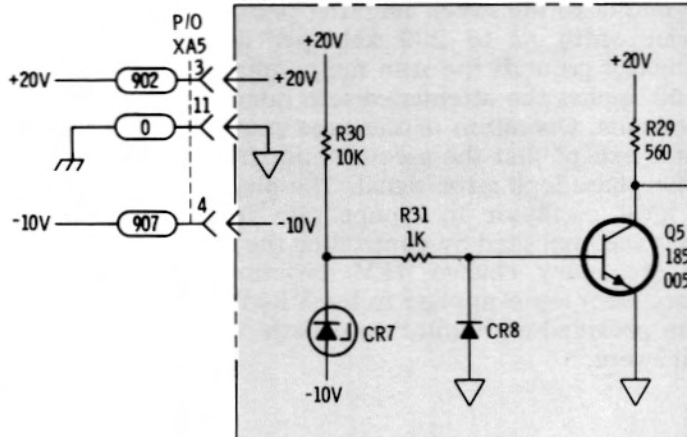 P/O
XA5
+20V
902
3
+20V
11
0
-10V
907
4
-10V
+20V
R30
10K
R31
1K
CR7
-10V
CR8
+20V
R29
560
Q5
185
005